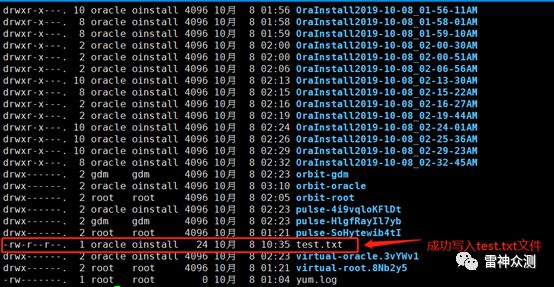 drwxr-x---. 10 oracle oinstall 4096 10月  8 01:56 OraInstall2019-10-08_01-56-11AM
drwxr-x---.  8 oracle oinstall 4096 10月  8 01:58 OraInstall2019-10-08_01-58-01AM
drwxr-x---.  8 oracle oinstall 4096 10月  8 01:59 OraInstall2019-10-08_01-59-10AM
drwxr-x---.  8 oracle oinstall 4096 10月  8 02:00 OraInstall2019-10-08_02-00-30AM
drwxr-x---.  8 oracle oinstall 4096 10月  8 02:00 OraInstall2019-10-08_02-00-51AM
drwxr-x---.  8 oracle oinstall 4096 10月  8 02:06 OraInstall2019-10-08_02-06-56AM
drwxr-x---. 10 oracle oinstall 4096 10月  8 02:13 OraInstall2019-10-08_02-13-30AM
drwxr-x---.  8 oracle oinstall 4096 10月  8 02:15 OraInstall2019-10-08_02-15-22AM
drwxr-x---.  8 oracle oinstall 4096 10月  8 02:16 OraInstall2019-10-08_02-16-27AM
drwxr-x---.  8 oracle oinstall 4096 10月  8 02:19 OraInstall2019-10-08_02-19-44AM
drwxr-x---. 10 oracle oinstall 4096 10月  8 02:24 OraInstall2019-10-08_02-24-01AM
drwxr-x---. 10 oracle oinstall 4096 10月  8 02:26 OraInstall2019-10-08_02-25-36AM
drwxr-x---. 10 oracle oinstall 4096 10月  8 02:29 OraInstall2019-10-08_02-29-29AM
drwxr-x---.  8 oracle oinstall 4096 10月  8 02:32 OraInstall2019-10-08_02-32-45AM
drwx------.  2 gdm    gdm      4096 10月  8 02:23 orbit-gdm
drwx------.  2 oracle oinstall 4096 10月  8 03:10 orbit-oracle
drwx------.  2 root   root     4096 10月  8 02:05 orbit-root
drwx------.  2 oracle oinstall 4096 10月  8 02:23 pulse-4i9vqloKFlDt
drwx------.  2 gdm    gdm      4096 10月  8 02:23 pulse-HlgfRayIl7yb
drwx------.  2 root   root     4096 10月  8 01:21 pulse-SoHytewib4tI
-rw-r--r--.  1 oracle oinstall   24 10月  8 10:35 test.txt 成功写入test.txt文件
drwx------.  2 oracle oinstall 4096 10月  8 02:23 virtual-oracle.3vYWv1
drwx------.  2 root   root     4096 10月  8 01:21 virtual-root.8Nb2y5
-rw-------.  1 root   root        0 10月  8 01:04 yum.log
雷神众测